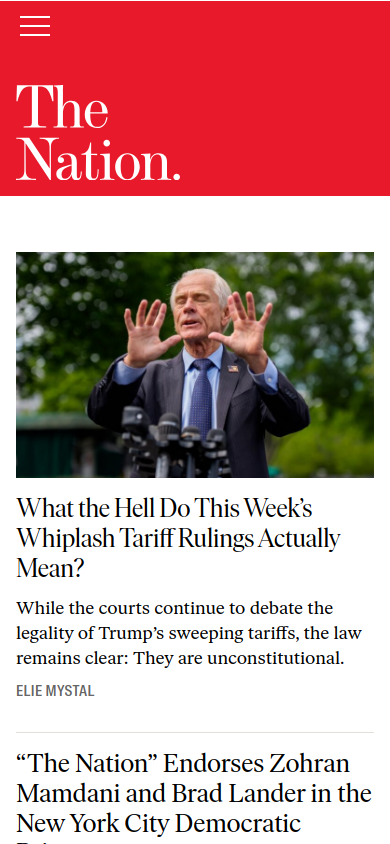 The
Nation.
What the Hell Do This Week’s
Whiplash Tariff Rulings Actually
Mean?
While the courts continue to debate the
legality of Trump’s sweeping tariffs, the law
remains clear: They are unconstitutional.
ELIE MYSTAL
“The Nation” Endorses Zohran
Mamdani and Brad Lander in the
New York City Democratic